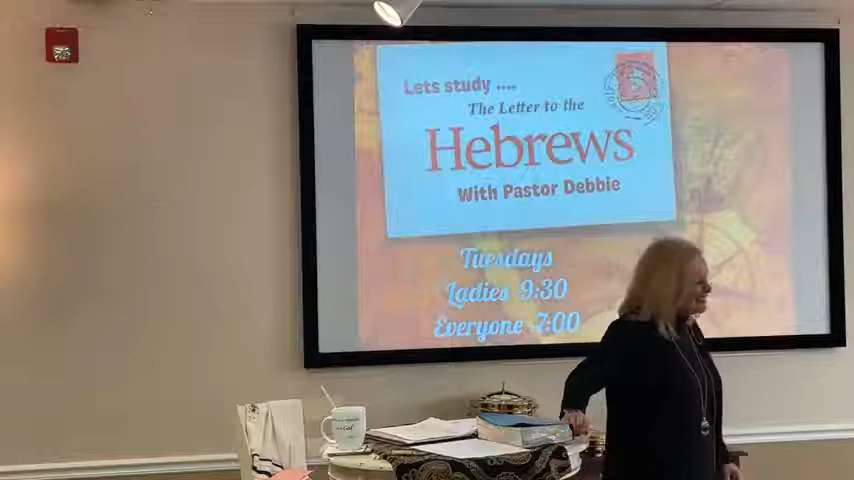 Lets study ....
The Letter to the
Hebrews
With Pastor Debbie
Tuesdays
Ladies -9:30
Everyone -7:00